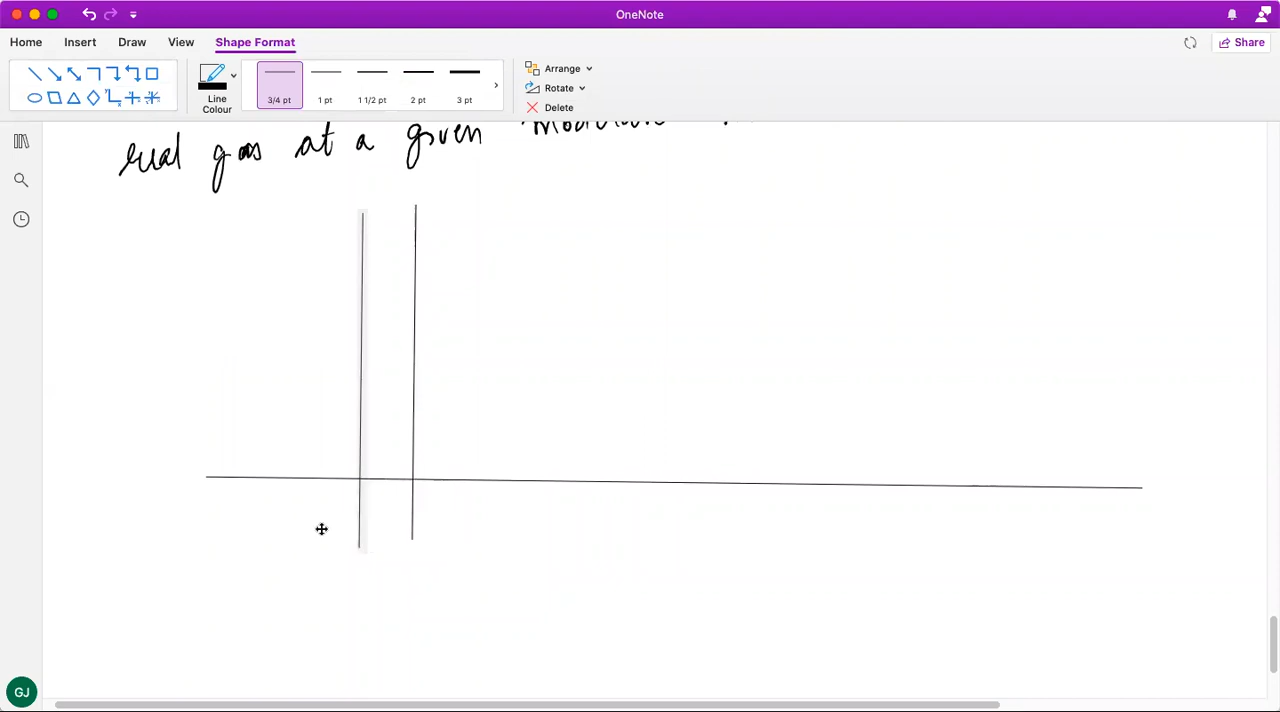 OneNote
Home Insert Draw View Shape Format Share
Line Colour
3/4 pt 1 pt 1 1/2 pt 2 pt 3 pt
Arrange
Rotate
Delete
real gas at a given
GJ